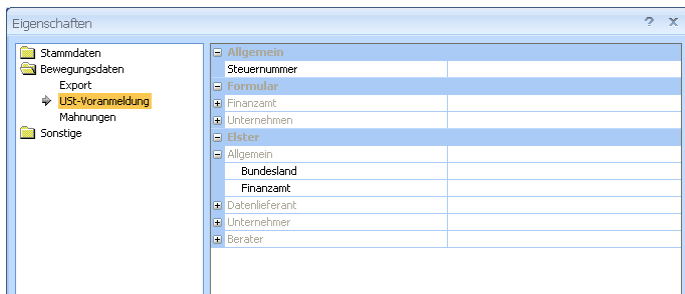 Eigenschaften
Stammdaten
Bewegungsdaten
Export
USt-Voranmeldung
Mahnungen
Sonstige
Allgemein
Steuernummer
Formular
Finanzamt
Unternehmen
Elster
Allgemein
Bundesland
Finanzamt
Datenlieferant
Unternehmer
Berater